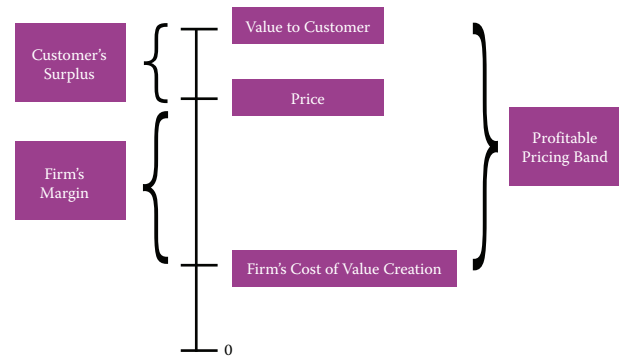 Value to Customer
Customer's
Surplus
Price
Profitable
Pricing Band
Firm's
Margin
Firm's Cost of Value Creation
0